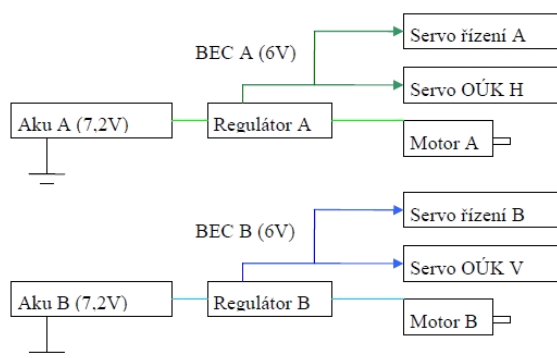 Servo řízení A
BEC A (6V)
Servo OÚK H
Aku A (7,2V)
Regulátor A
Motor A
Servo řízení B
BEC B (6V)
Servo OÚK V
Aku B (7,2V)
Regulátor B
Motor B